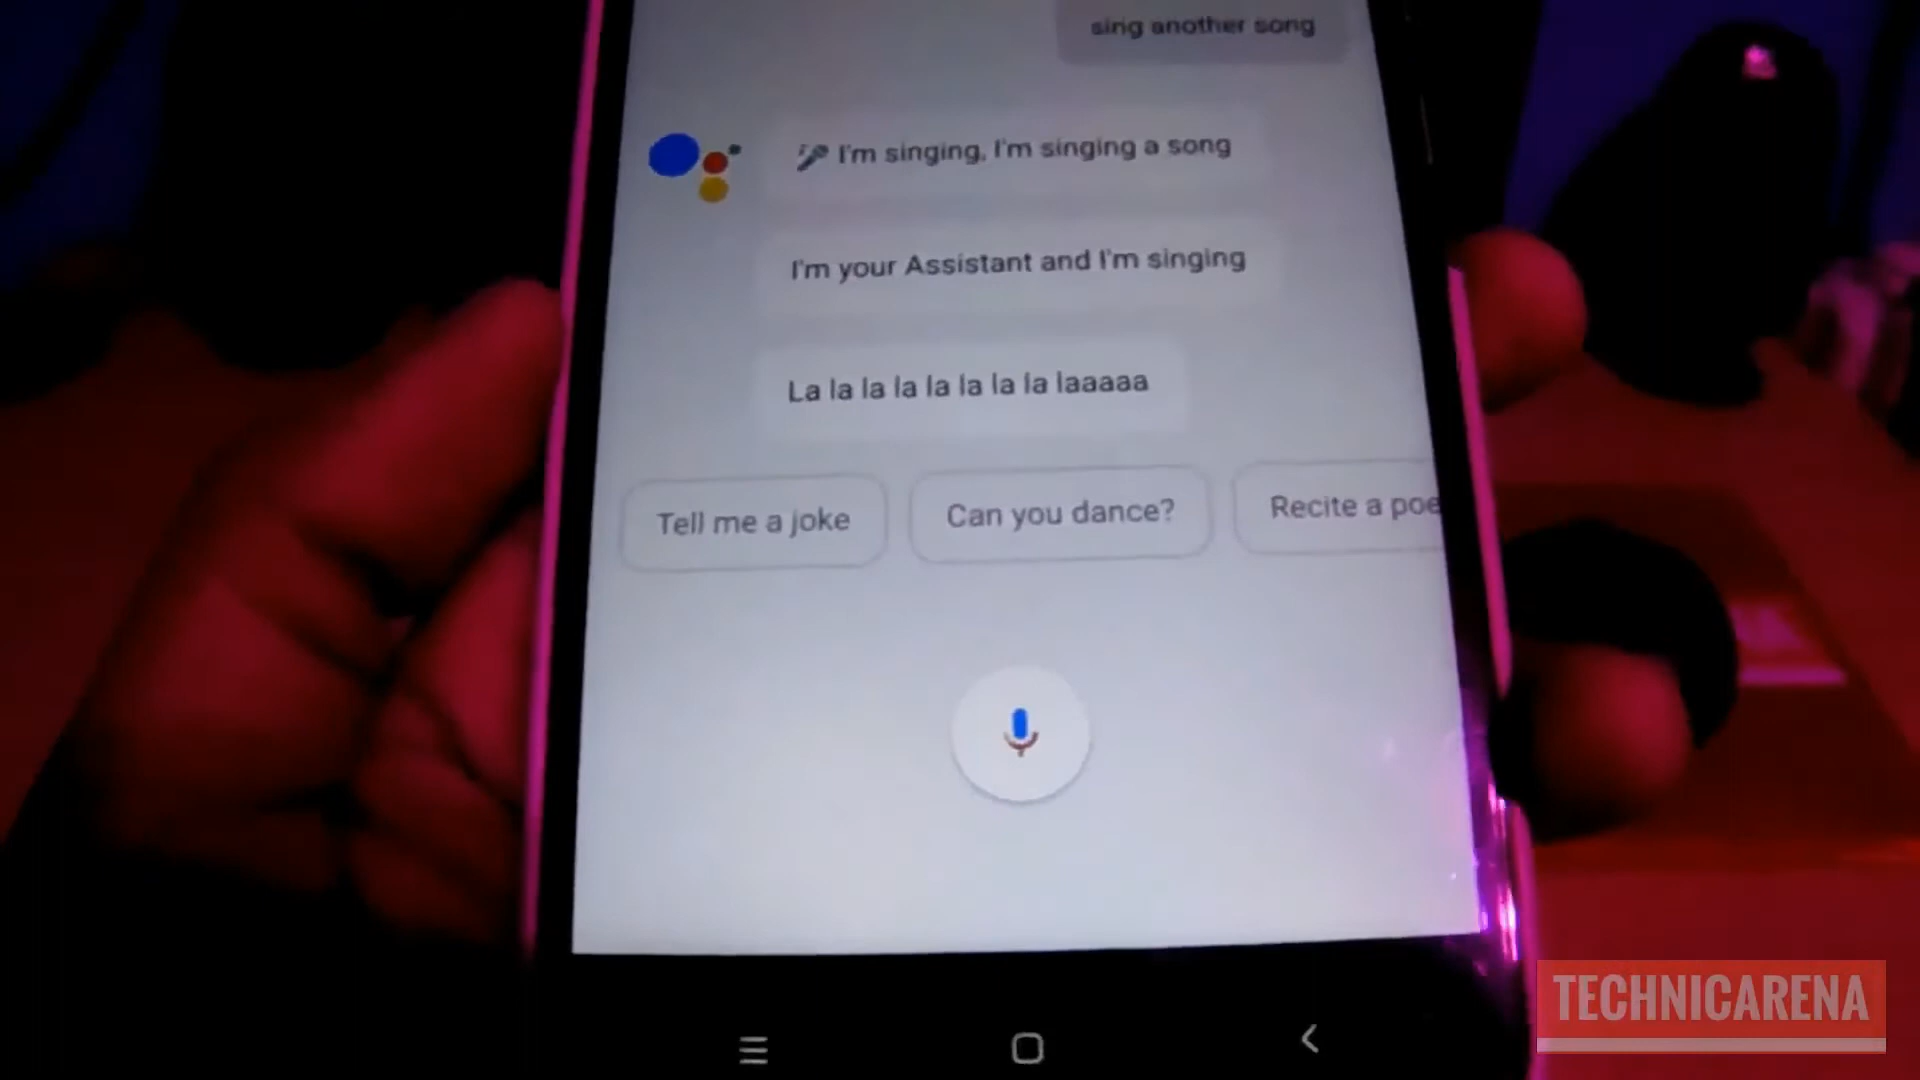 sing another song
🎤 I'm singing, I'm singing a song
I'm your Assistant and I'm singing
La la la la la la la la laaaaa
Tell me a joke
Can you dance?
Recite a poe
TECHNICARENA